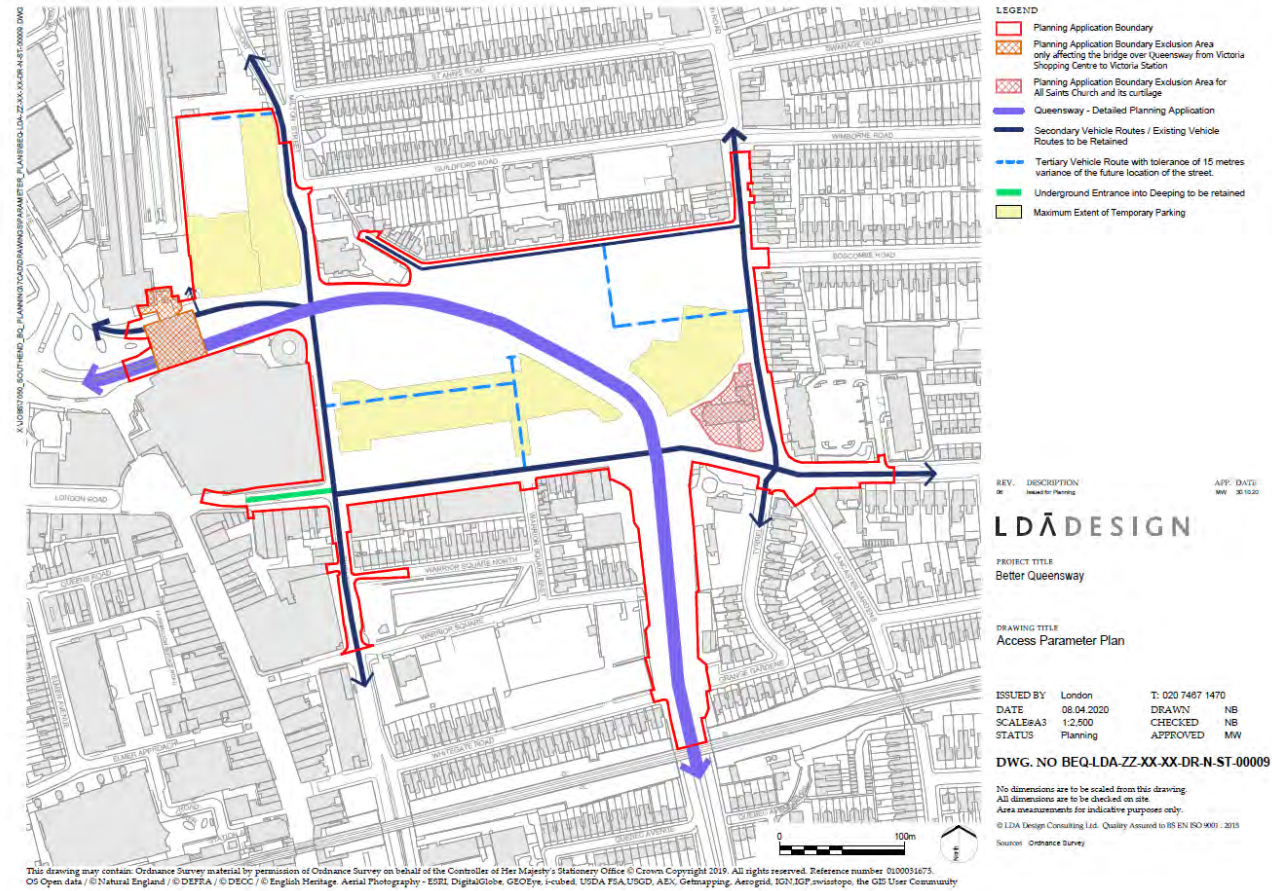 LEGEND
Planning Application Boundary
Planning Application Boundary Exclusion Area
only affecting the bridge over Queensway from Victoria
Shopping Centre to Victoria Station
Planning Application Boundary Exclusion Area for
All Saints Church and its curtilage
Queensway - Detailed Planning Application
Secondary Vehicle Routes / Existing Vehicle
Routes to be Retained
Tertiary Vehicle Route with tolerance of 15 metres
variance of the future location of the street.
Underground Entrance into Deeping to be retained
Maximum Extent of Temporary Parking
SWANAGE ROAD
ST ANN'S ROAD
WIMBORNE ROAD
GUILDFORD ROAD
BOSCOMBE ROAD
LONDON ROAD
QUEENS ROAD
WARRIOR SQUARE NORTH
WARRIOR SQUARE EAST
WARRIOR SQUARE
LANCASTER GARDENS
GRANGE GARDENS
WHITEGATE ROAD
ELMER AVENUE
ELMER APPROACH
QUEBEC AVENUE
0 100m
North
REV. DESCRIPTION APP. DATE
06 Issued for Planning MW 30.10.20
LDĀDESIGN
PROJECT TITLE
Better Queensway
DRAWING TITLE
Access Parameter Plan
ISSUED BY London T: 020 7467 1470
DATE 08.04.2020 DRAWN NB
SCALE@A3 1:2,500 CHECKED NB
STATUS Planning APPROVED MW
DWG. NO BEQ-LDA-ZZ-XX-XX-DR-N-ST-00009
No dimensions are to be scaled from this drawing.
All dimensions are to be checked on site.
Area measurements for indicative purposes only.
© LDA Design Consulting Ltd. Quality Assured to BS EN ISO 9001 : 2015
Sources Ordnance Survey
This drawing may contain: Ordnance Survey material by permission of Ordnance Survey on behalf of the Controller of Her Majesty's Stationery Office © Crown Copyright 2019. All rights reserved. Reference number 0100031673.
OS Open data / © Natural England / © DEFRA / © DECC / © English Heritage. Aerial Photography - ESRI, DigitalGlobe, GEOEye, i-cubed, USDA FSA, USGD, AEX, Getmapping, Aerogrid, IGN, IGP, swisstopo, the GIS User Community